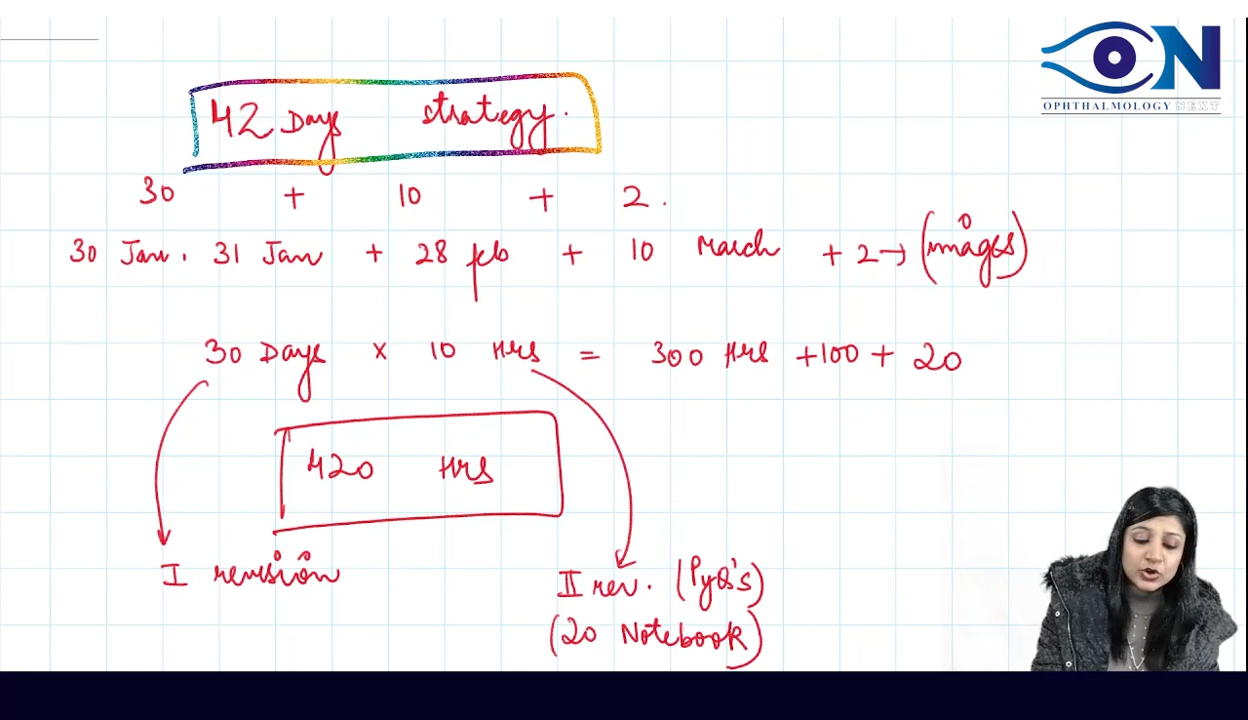 ON
OPHTHALMOLOGY NEXT
42 Days strategy.
30 + 10 + 2.
30 Jan, 31 Jan + 28 feb + 10 March + 2 → (images)
30 Days x 10 Hrs = 300 Hrs +100 + 20
420 Hrs
I revision
II rev. (PyQ's)
(20 Notebook)